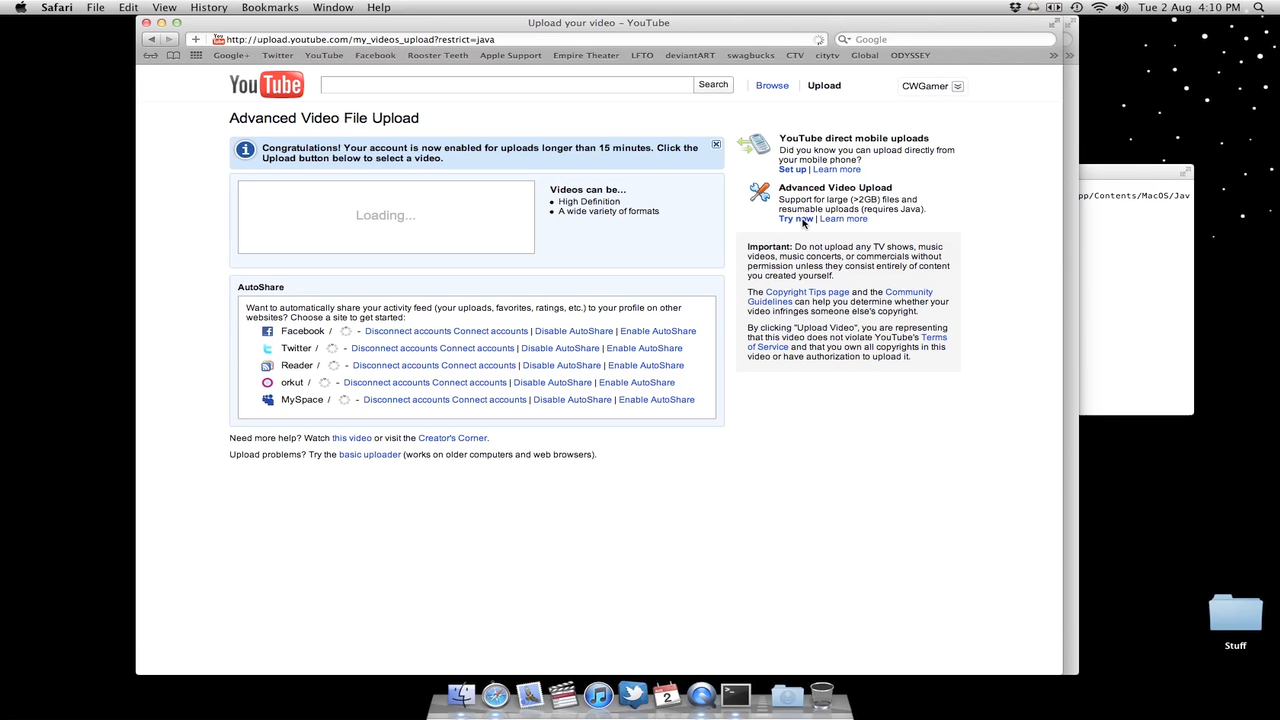 Safari File Edit View History Bookmarks Window Help Tue 2 Aug 4:10 PM
Upload your video – YouTube
http://upload.youtube.com/my_videos_upload?restrict=java Google
Google+ Twitter YouTube Facebook Rooster Teeth Apple Support Empire Theater LFTO deviantART swagbucks CTV citytv Global ODYSSEY >> >>
YouTube Search Browse Upload CWGamer
Advanced Video File Upload
Congratulations! Your account is now enabled for uploads longer than 15 minutes. Click the
Upload button below to select a video.
Loading...
Videos can be...
• High Definition
• A wide variety of formats
AutoShare
Want to automatically share your activity feed (your uploads, favorites, ratings, etc.) to your profile on other
websites? Choose a site to get started:
Facebook / - Disconnect accounts Connect accounts | Disable AutoShare | Enable AutoShare
Twitter / - Disconnect accounts Connect accounts | Disable AutoShare | Enable AutoShare
Reader / - Disconnect accounts Connect accounts | Disable AutoShare | Enable AutoShare
orkut / - Disconnect accounts Connect accounts | Disable AutoShare | Enable AutoShare
MySpace / - Disconnect accounts Connect accounts | Disable AutoShare | Enable AutoShare
Need more help? Watch this video or visit the Creator's Corner.
Upload problems? Try the basic uploader (works on older computers and web browsers).
YouTube direct mobile uploads
Did you know you can upload directly from
your mobile phone?
Set up | Learn more
Advanced Video Upload
Support for large (>2GB) files and
resumable uploads (requires Java).
Try now | Learn more
Important: Do not upload any TV shows, music
videos, music concerts, or commercials without
permission unless they consist entirely of content
you created yourself.
The Copyright Tips page and the Community
Guidelines can help you determine whether your
video infringes someone else's copyright.
By clicking "Upload Video", you are representing
that this video does not violate YouTube's Terms
of Service and that you own all copyrights in this
video or have authorization to upload it.
pp/Contents/MacOS/Jav
Stuff
2